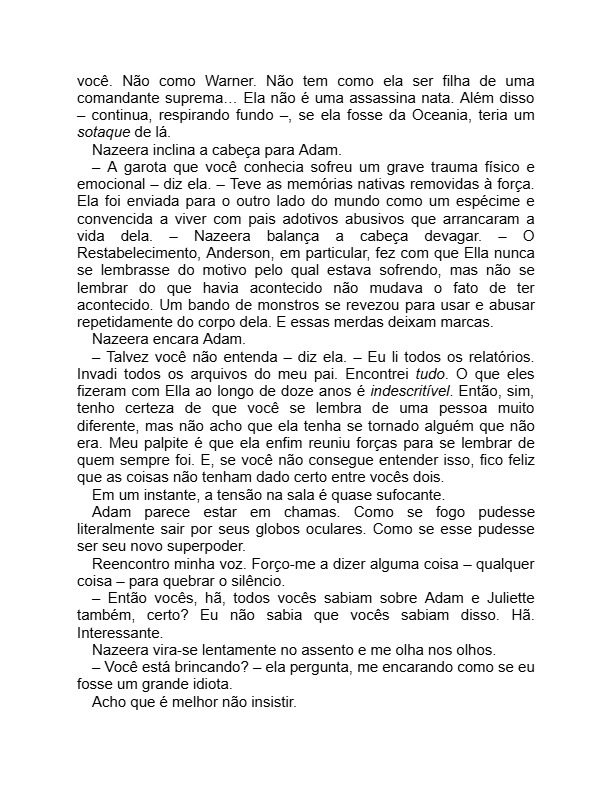 você. Não como Warner. Não tem como ela ser filha de uma
comandante suprema… Ela não é uma assassina nata. Além disso
– continua, respirando fundo –, se ela fosse da Oceania, teria um
sotaque de lá.
Nazeera inclina a cabeça para Adam.
– A garota que você conhecia sofreu um grave trauma físico e
emocional – diz ela. – Teve as memórias nativas removidas à força.
Ela foi enviada para o outro lado do mundo como um espécime e
convencida a viver com pais adotivos abusivos que arrancaram a
vida dela. – Nazeera balança a cabeça devagar. – O
Restabelecimento, Anderson, em particular, fez com que Ella nunca
se lembrasse do motivo pelo qual estava sofrendo, mas não se
lembrar do que havia acontecido não mudava o fato de ter
acontecido. Um bando de monstros se revezou para usar e abusar
repetidamente do corpo dela. E essas merdas deixam marcas.
Nazeera encara Adam.
– Talvez você não entenda – diz ela. – Eu li todos os relatórios.
Invadi todos os arquivos do meu pai. Encontrei tudo. O que eles
fizeram com Ella ao longo de doze anos é indescritível. Então, sim,
tenho certeza de que você se lembra de uma pessoa muito
diferente, mas não acho que ela tenha se tornado alguém que não
era. Meu palpite é que ela enfim reuniu forças para se lembrar de
quem sempre foi. E, se você não consegue entender isso, fico feliz
que as coisas não tenham dado certo entre vocês dois.
Em um instante, a tensão na sala é quase sufocante.
Adam parece estar em chamas. Como se fogo pudesse
literalmente sair por seus globos oculares. Como se esse pudesse
ser seu novo superpoder.
Reencontro minha voz. Forço-me a dizer alguma coisa – qualquer
coisa – para quebrar o silêncio.
– Então vocês, hã, todos vocês sabiam sobre Adam e Juliette
também, certo? Eu não sabia que vocês sabiam disso. Hã.
Interessante.
Nazeera vira-se lentamente no assento e me olha nos olhos.
– Você está brincando? – ela pergunta, me encarando como se eu
fosse um grande idiota.
Acho que é melhor não insistir.